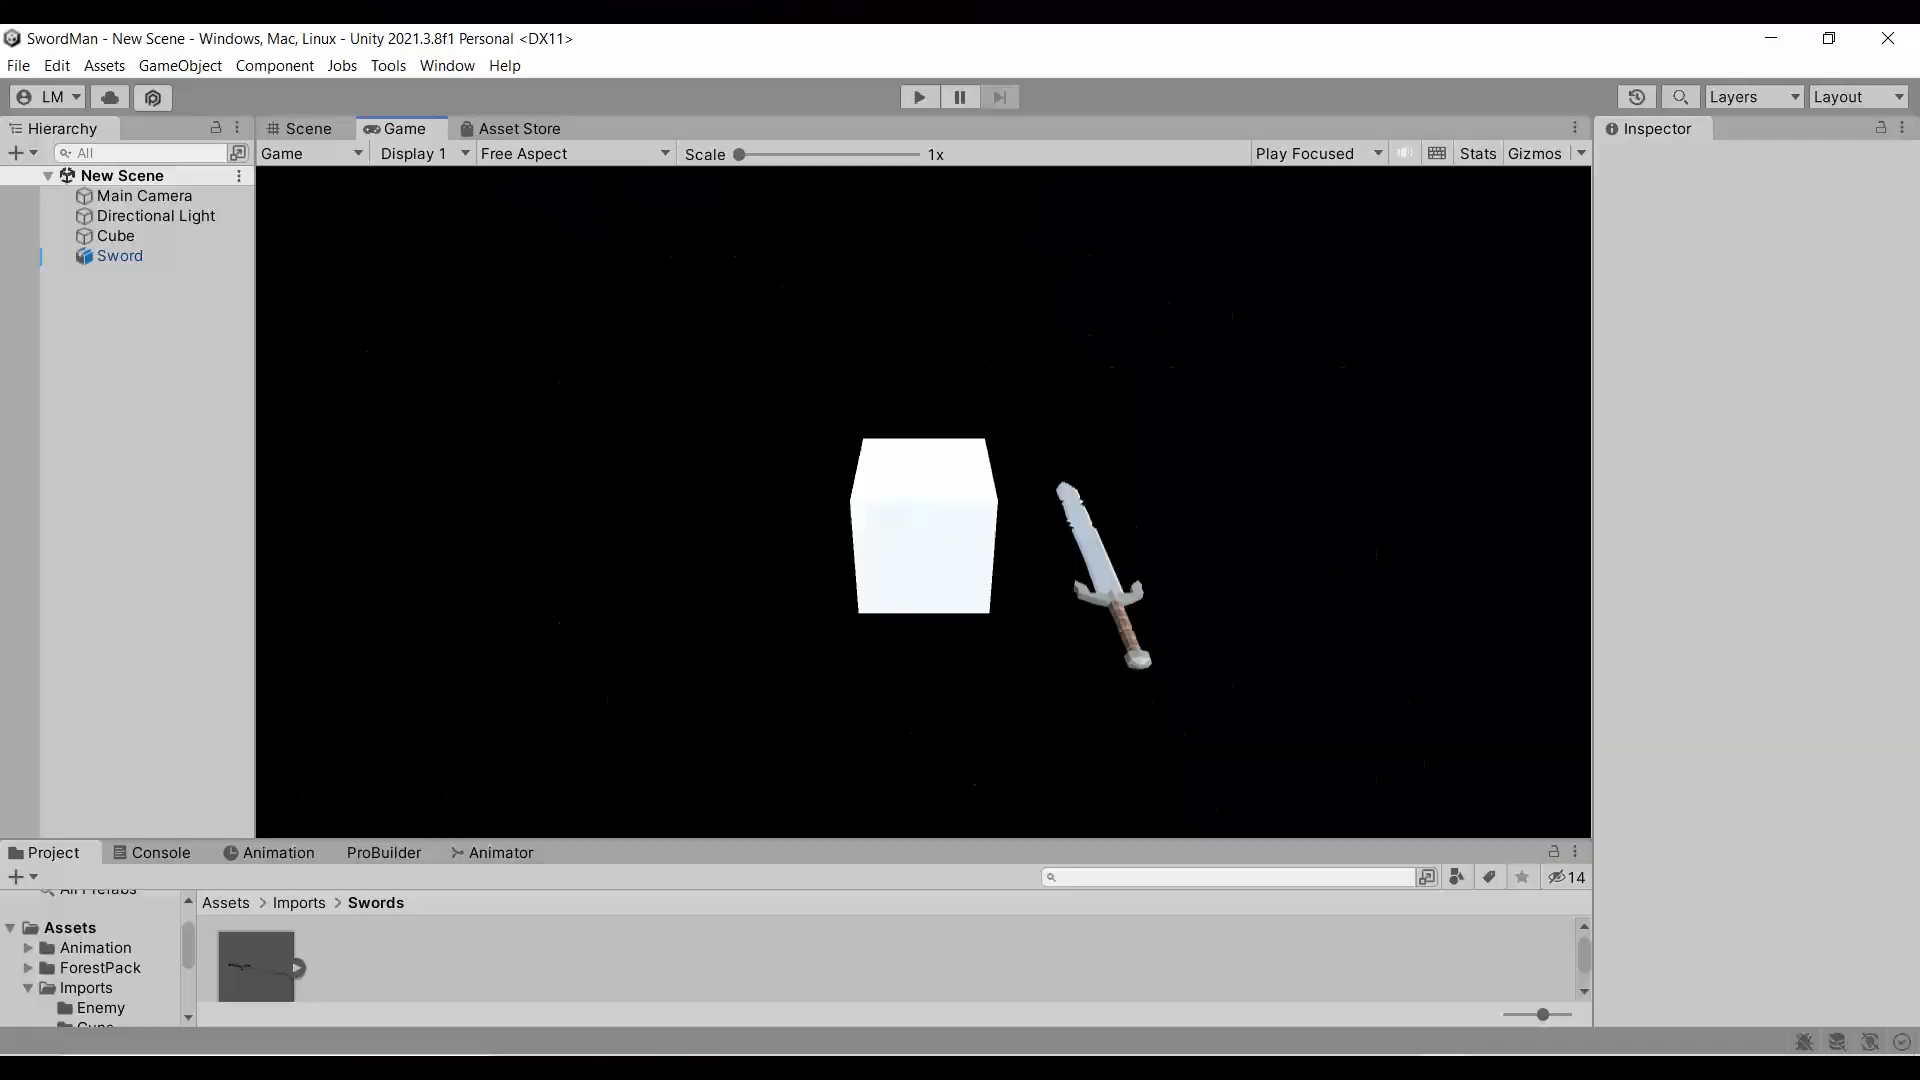 SwordMan - New Scene - Windows, Mac, Linux - Unity 2021.3.8f1 Personal <DX11>
File Edit Assets GameObject Component Jobs Tools Window Help
LM Layers Layout
Hierarchy Scene Game Asset Store Inspector
All Game Display 1 Free Aspect Scale 1x Play Focused Stats Gizmos
New Scene
Main Camera
Directional Light
Cube
Sword
Project Console Animation ProBuilder Animator
14
All Prefabs
Assets > Imports > Swords
Assets
Animation
ForestPack
Imports
Enemy
Guns